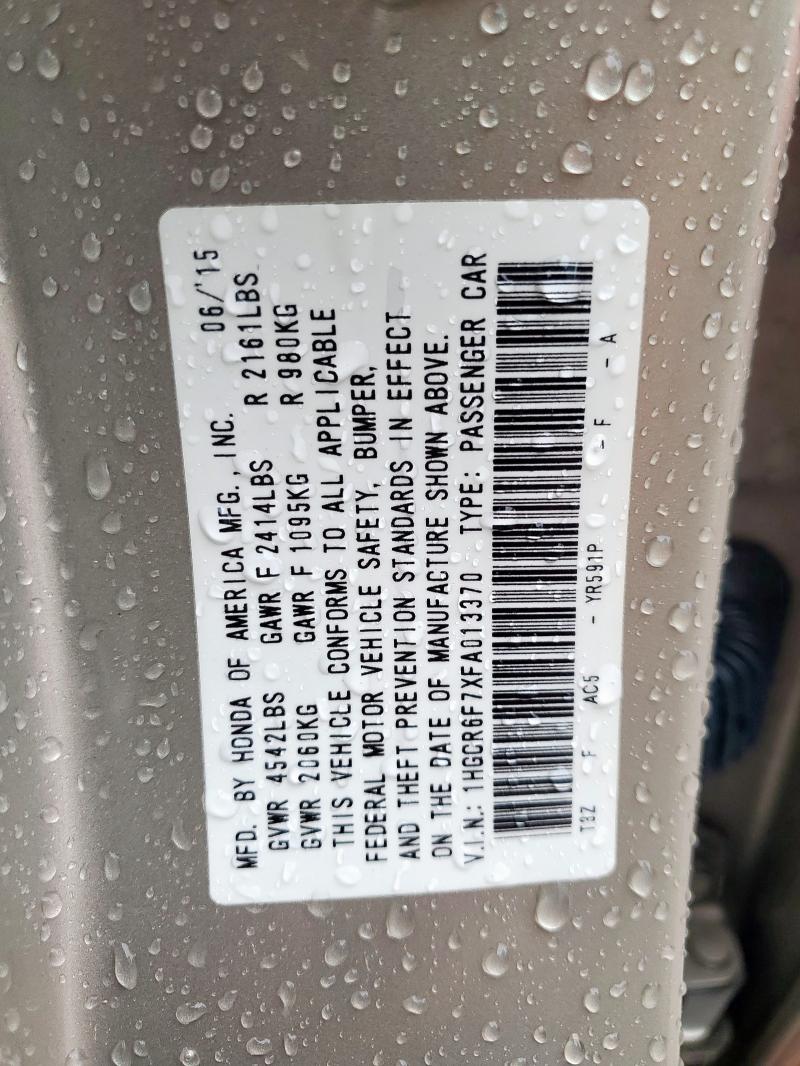 MFD. BY HONDA OF AMERICA MFG., INC. 06/'15
GVWR 4542LBS GAWR F 2414LBS R 2161LBS
GVWR 2060KG GAWR F 1095KG R 980KG
THIS VEHICLE CONFORMS TO ALL APPLICABLE
FEDERAL MOTOR VEHICLE SAFETY, BUMPER,
AND THEFT PREVENTION STANDARDS IN EFFECT
ON THE DATE OF MANUFACTURE SHOWN ABOVE.
V.I.N.: 1HGCR6F7XFA013370 TYPE: PASSENGER CAR
T3Z F AC5 - YR591P - F - A